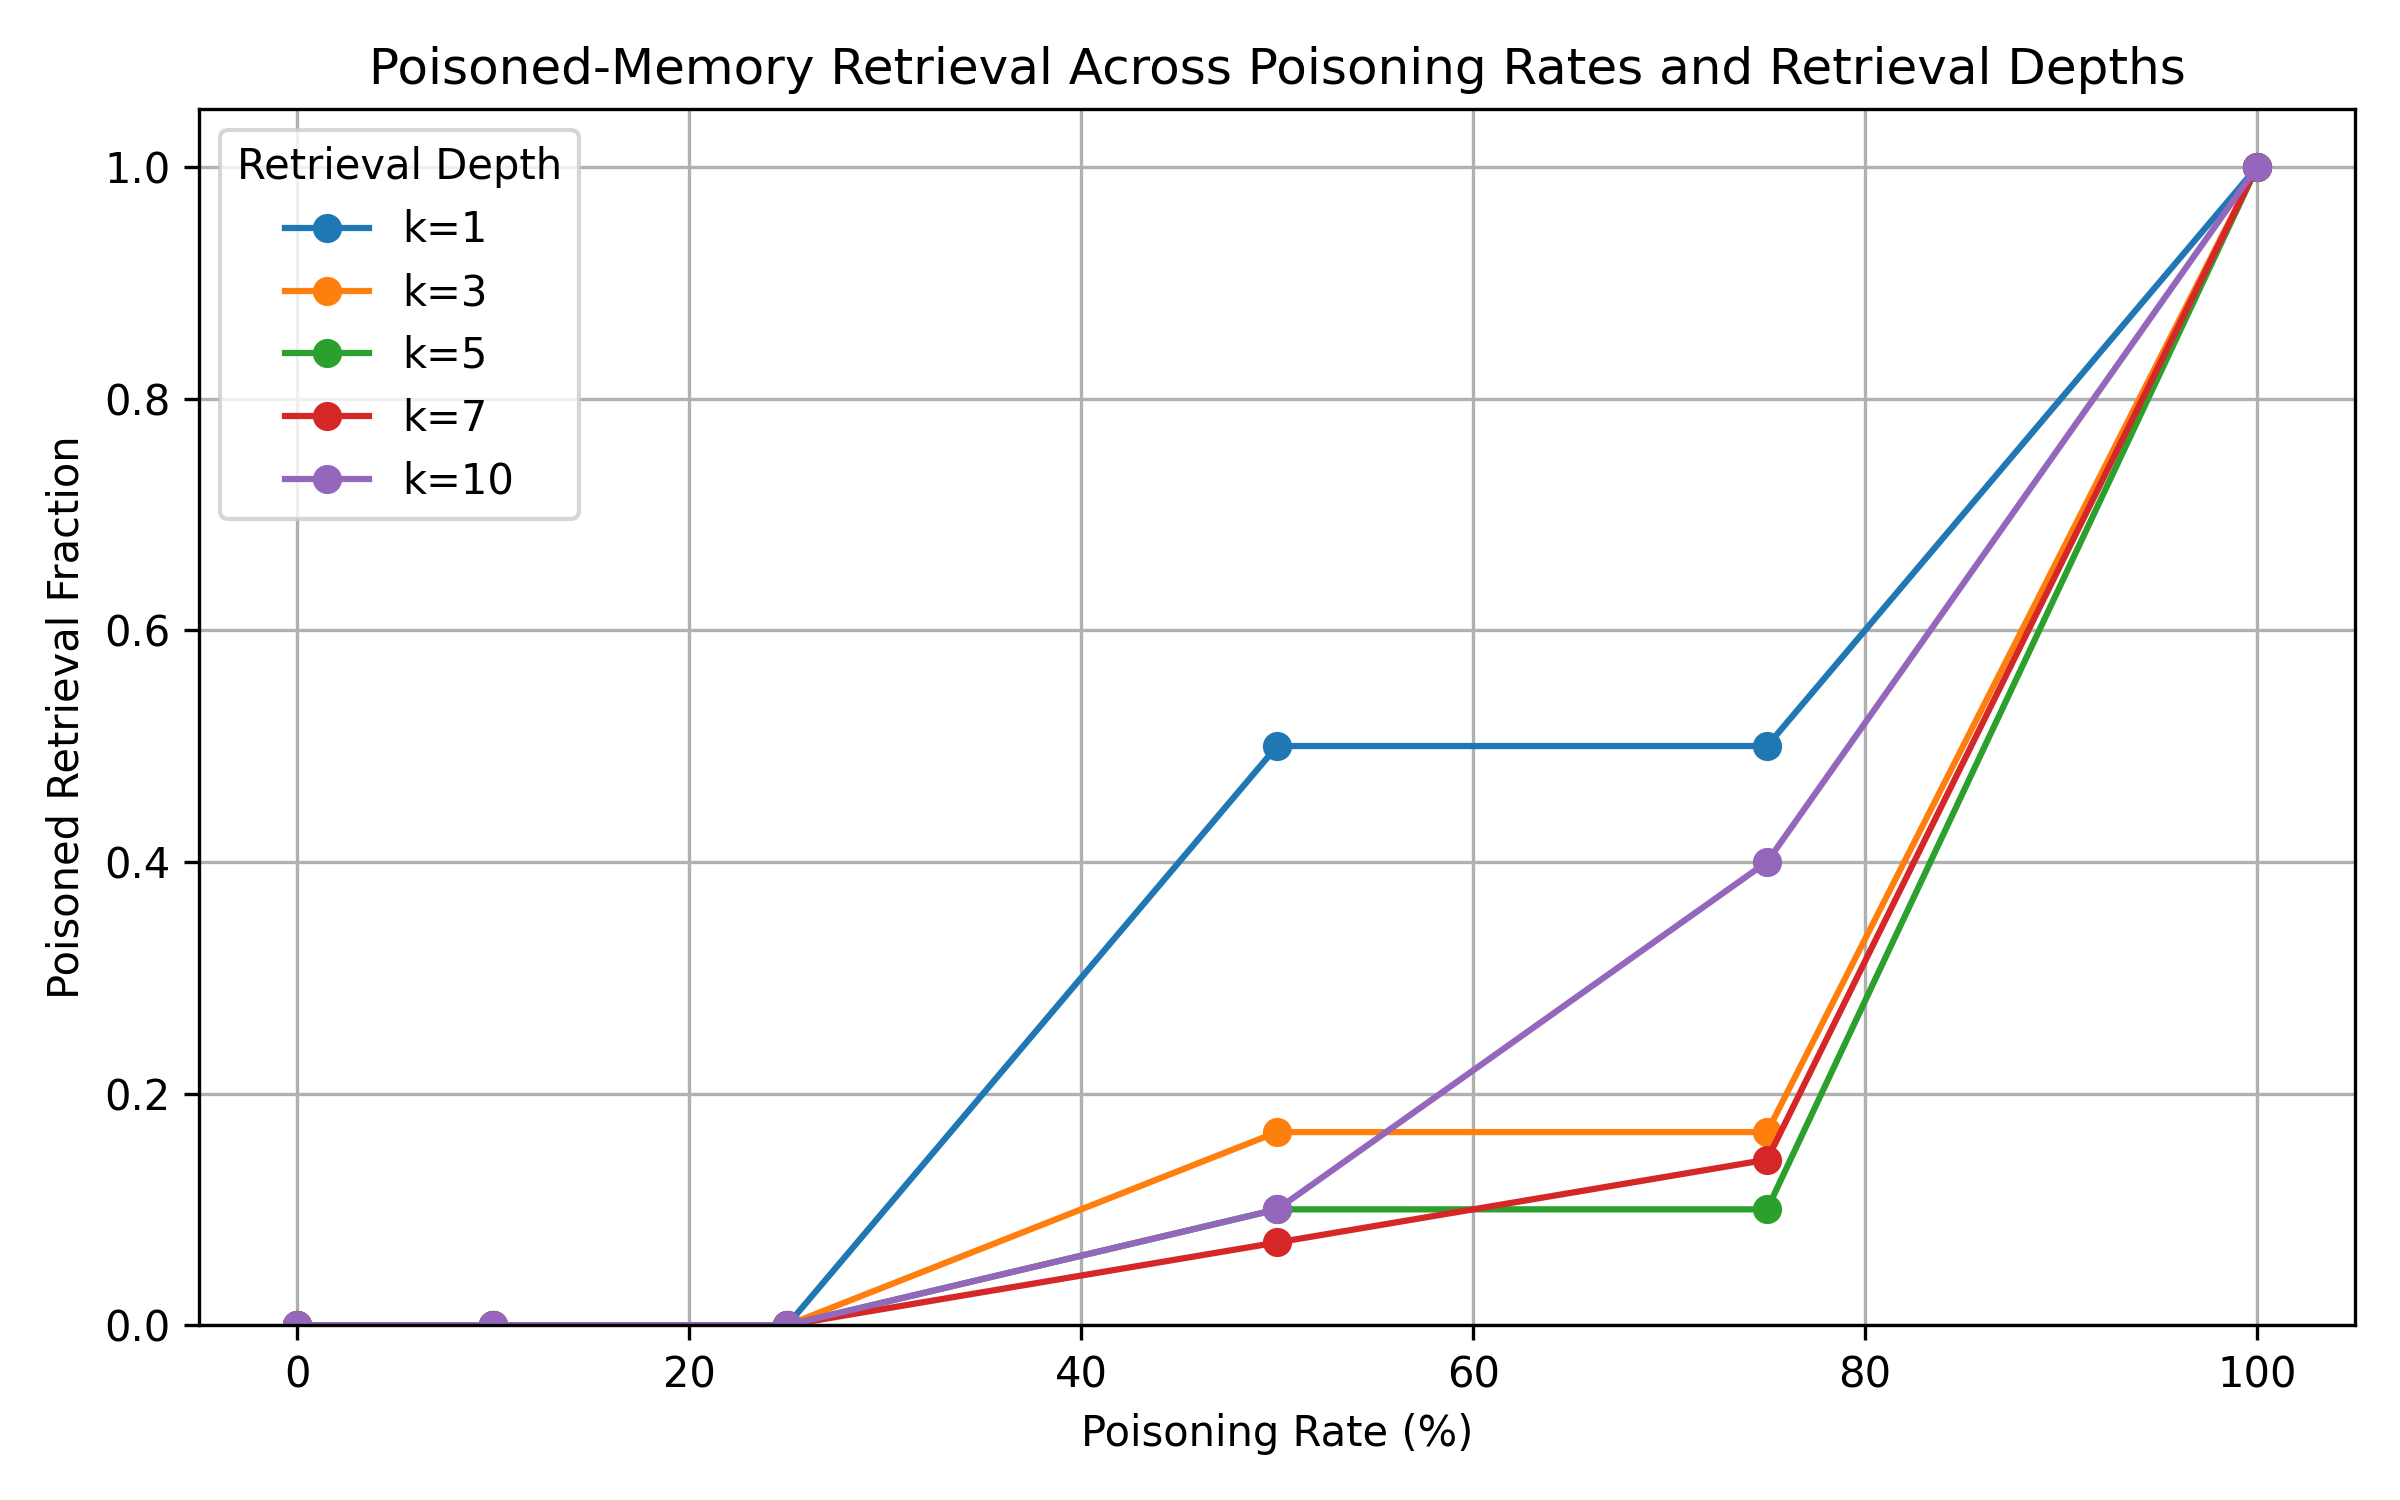 Poisoned-Memory Retrieval Across Poisoning Rates and Retrieval Depths
Retrieval Depth
k=1
k=3
k=5
k=7
k=10
Poisoned Retrieval Fraction
1.0
0.8
0.6
0.4
0.2
0.0
0 20 40 60 80 100
Poisoning Rate (%)